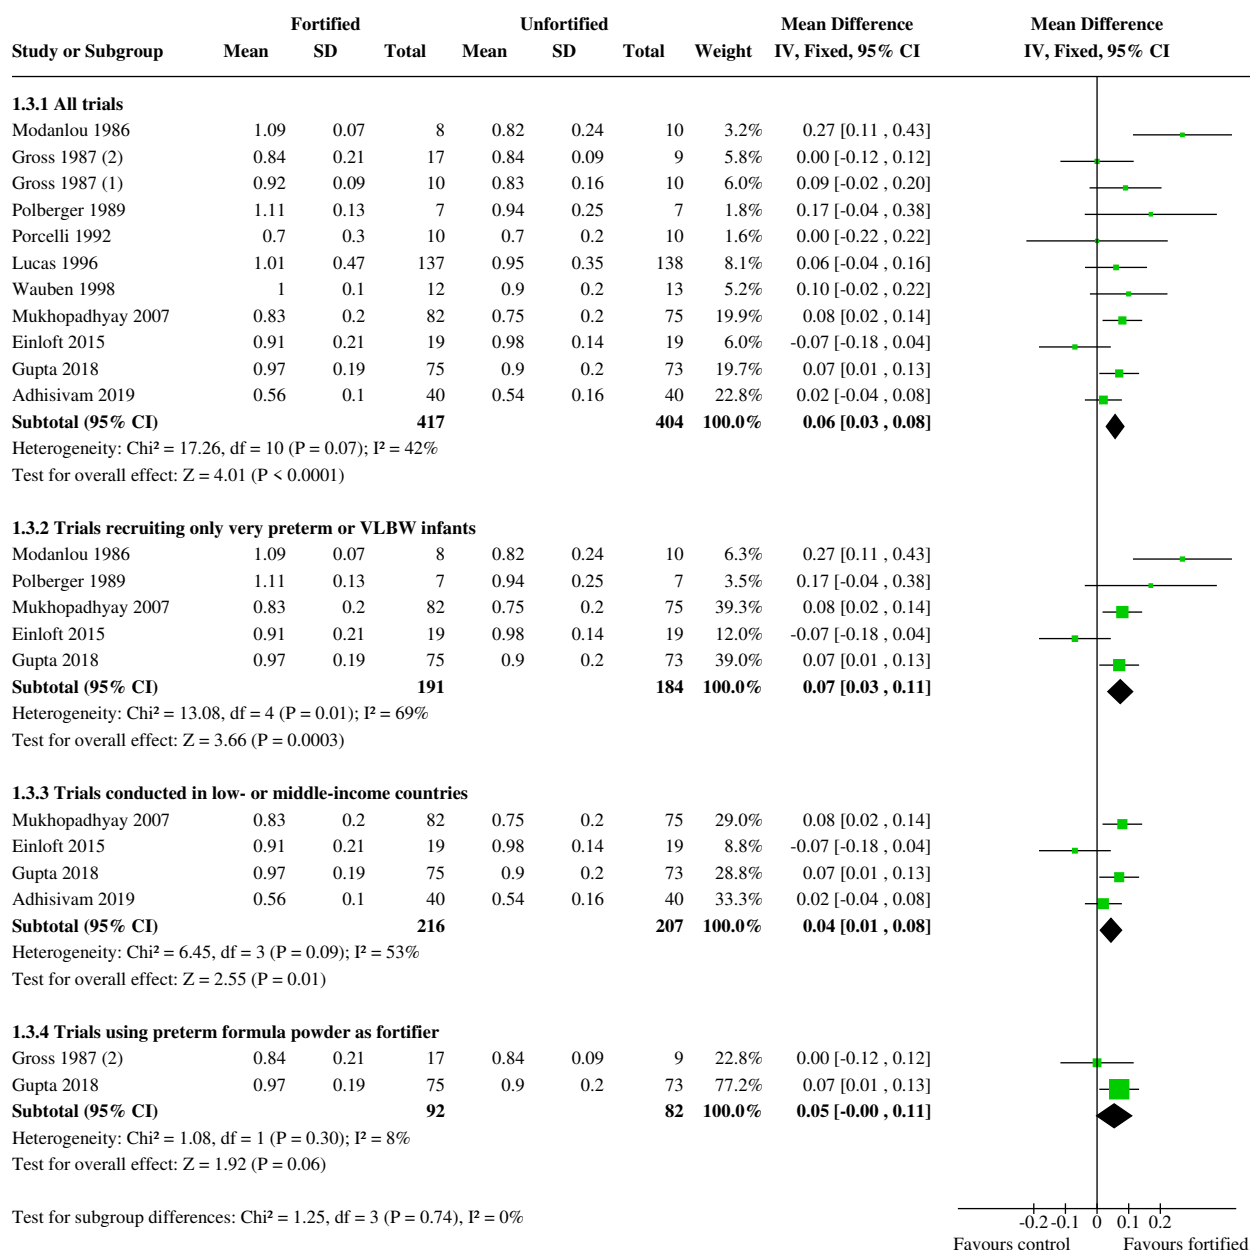 Fortified Unfortified Mean Difference Mean Difference
Study or Subgroup Mean SD Total Mean SD Total Weight IV, Fixed, 95% CI IV, Fixed, 95% CI
1.3.1 All trials
Modanlou 1986 1.09 0.07 8 0.82 0.24 10 3.2% 0.27 [0.11 , 0.43]
Gross 1987 (2) 0.84 0.21 17 0.84 0.09 9 5.8% 0.00 [-0.12 , 0.12]
Gross 1987 (1) 0.92 0.09 10 0.83 0.16 10 6.0% 0.09 [-0.02 , 0.20]
Polberger 1989 1.11 0.13 7 0.94 0.25 7 1.8% 0.17 [-0.04 , 0.38]
Porcelli 1992 0.7 0.3 10 0.7 0.2 10 1.6% 0.00 [-0.22 , 0.22]
Lucas 1996 1.01 0.47 137 0.95 0.35 138 8.1% 0.06 [-0.04 , 0.16]
Wauben 1998 1 0.1 12 0.9 0.2 13 5.2% 0.10 [-0.02 , 0.22]
Mukhopadhyay 2007 0.83 0.2 82 0.75 0.2 75 19.9% 0.08 [0.02 , 0.14]
Einloft 2015 0.91 0.21 19 0.98 0.14 19 6.0% -0.07 [-0.18 , 0.04]
Gupta 2018 0.97 0.19 75 0.9 0.2 73 19.7% 0.07 [0.01 , 0.13]
Adhisivam 2019 0.56 0.1 40 0.54 0.16 40 22.8% 0.02 [-0.04 , 0.08]
Subtotal (95% CI) 417 404 100.0% 0.06 [0.03 , 0.08]
Heterogeneity: Chi² = 17.26, df = 10 (P = 0.07); I² = 42%
Test for overall effect: Z = 4.01 (P < 0.0001)
1.3.2 Trials recruiting only very preterm or VLBW infants
Modanlou 1986 1.09 0.07 8 0.82 0.24 10 6.3% 0.27 [0.11 , 0.43]
Polberger 1989 1.11 0.13 7 0.94 0.25 7 3.5% 0.17 [-0.04 , 0.38]
Mukhopadhyay 2007 0.83 0.2 82 0.75 0.2 75 39.3% 0.08 [0.02 , 0.14]
Einloft 2015 0.91 0.21 19 0.98 0.14 19 12.0% -0.07 [-0.18 , 0.04]
Gupta 2018 0.97 0.19 75 0.9 0.2 73 39.0% 0.07 [0.01 , 0.13]
Subtotal (95% CI) 191 184 100.0% 0.07 [0.03 , 0.11]
Heterogeneity: Chi² = 13.08, df = 4 (P = 0.01); I² = 69%
Test for overall effect: Z = 3.66 (P = 0.0003)
1.3.3 Trials conducted in low- or middle-income countries
Mukhopadhyay 2007 0.83 0.2 82 0.75 0.2 75 29.0% 0.08 [0.02 , 0.14]
Einloft 2015 0.91 0.21 19 0.98 0.14 19 8.8% -0.07 [-0.18 , 0.04]
Gupta 2018 0.97 0.19 75 0.9 0.2 73 28.8% 0.07 [0.01 , 0.13]
Adhisivam 2019 0.56 0.1 40 0.54 0.16 40 33.3% 0.02 [-0.04 , 0.08]
Subtotal (95% CI) 216 207 100.0% 0.04 [0.01 , 0.08]
Heterogeneity: Chi² = 6.45, df = 3 (P = 0.09); I² = 53%
Test for overall effect: Z = 2.55 (P = 0.01)
1.3.4 Trials using preterm formula powder as fortifier
Gross 1987 (2) 0.84 0.21 17 0.84 0.09 9 22.8% 0.00 [-0.12 , 0.12]
Gupta 2018 0.97 0.19 75 0.9 0.2 73 77.2% 0.07 [0.01 , 0.13]
Subtotal (95% CI) 92 82 100.0% 0.05 [-0.00 , 0.11]
Heterogeneity: Chi² = 1.08, df = 1 (P = 0.30); I² = 8%
Test for overall effect: Z = 1.92 (P = 0.06)
Test for subgroup differences: Chi² = 1.25, df = 3 (P = 0.74), I² = 0%
-0.2 -0.1 0 0.1 0.2
Favours control Favours fortified